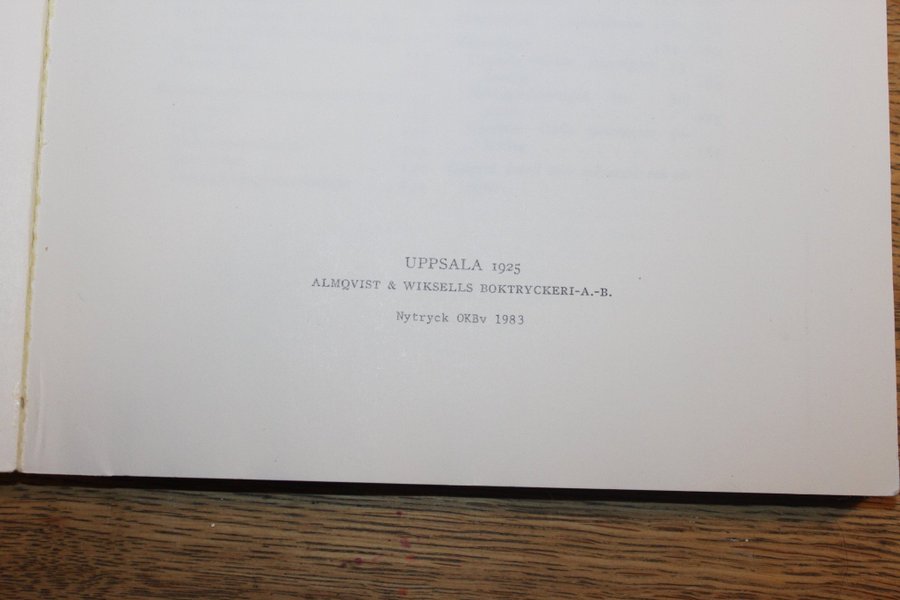 UPPSALA 1925
ALMQVIST & WIKSELLS BOKTRYCKERI-A.-B.
Nytryck OKBv 1983